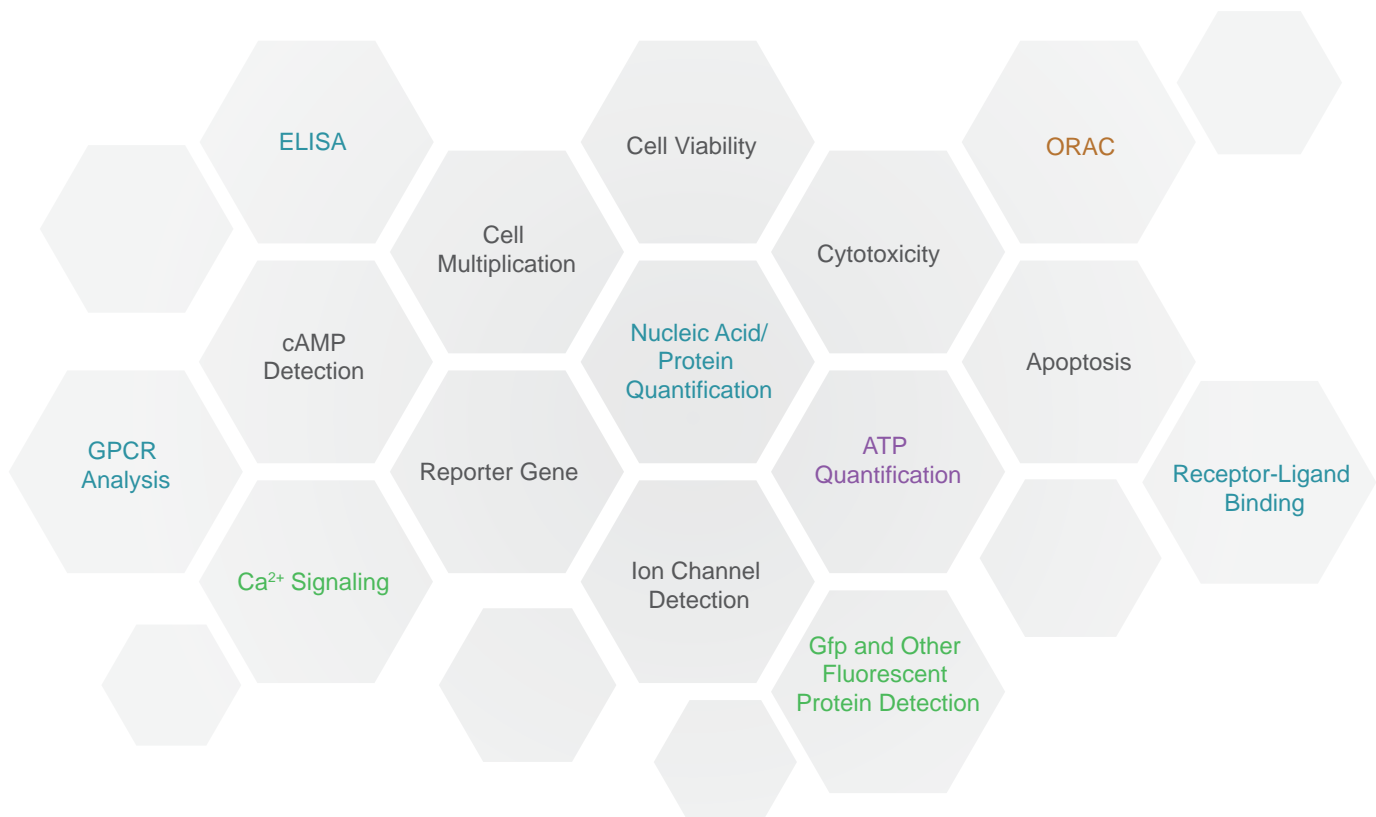 ELISA
Cell Viability
ORAC
Cell
Multiplication
Cytotoxicity
cAMP
Detection
Nucleic Acid/
Protein
Quantification
Apoptosis
GPCR
Analysis
Reporter Gene
ATP
Quantification
Receptor-Ligand
Binding
Ca²⁺ Signaling
Ion Channel
Detection
Gfp and Other
Fluorescent
Protein Detection